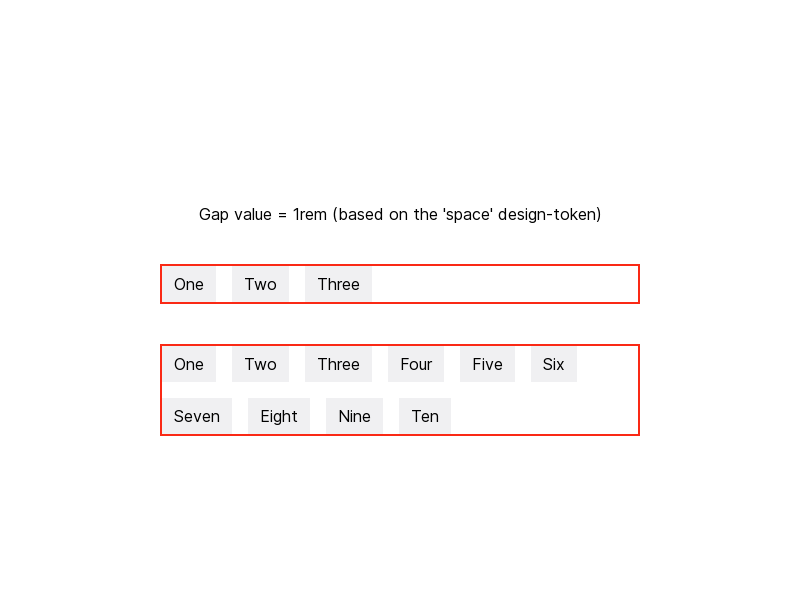 Gap value = 1rem (based on the 'space' design-token)
One Two Three
One Two Three Four Five Six
Seven Eight Nine Ten